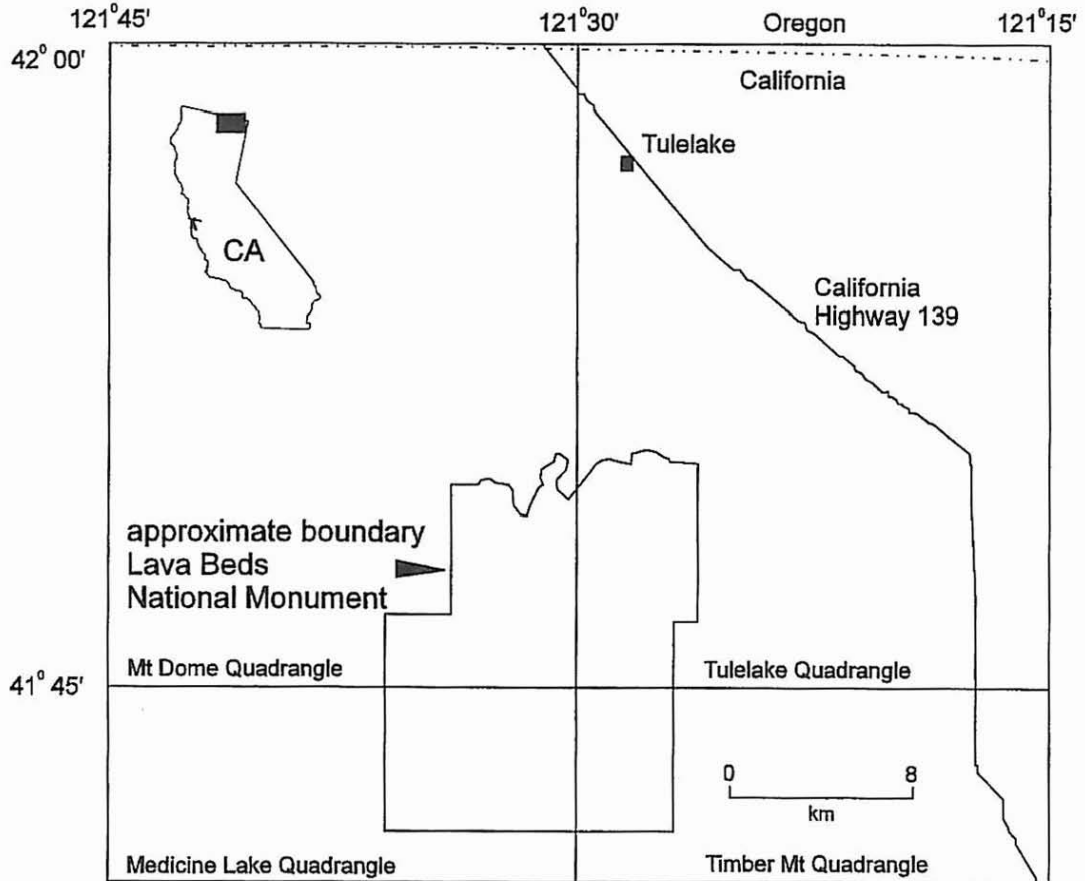 121°45'
121°30'
Oregon
121°15'
42° 00'
California
Tulelake
CA
California
Highway 139
approximate boundary
Lava Beds
National Monument
Mt Dome Quadrangle
Tulelake Quadrangle
41° 45'
0 8
km
Medicine Lake Quadrangle
Timber Mt Quadrangle